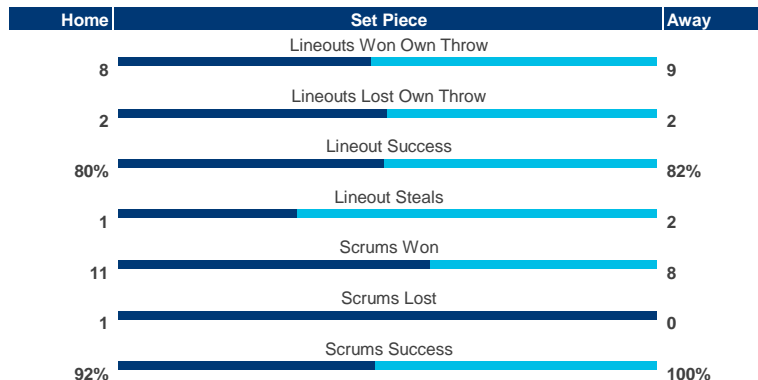 Home Set Piece Away
Lineouts Won Own Throw
8 9
Lineouts Lost Own Throw
2 2
Lineout Success
80% 82%
Lineout Steals
1 2
Scrums Won
11 8
Scrums Lost
1 0
Scrums Success
92% 100%